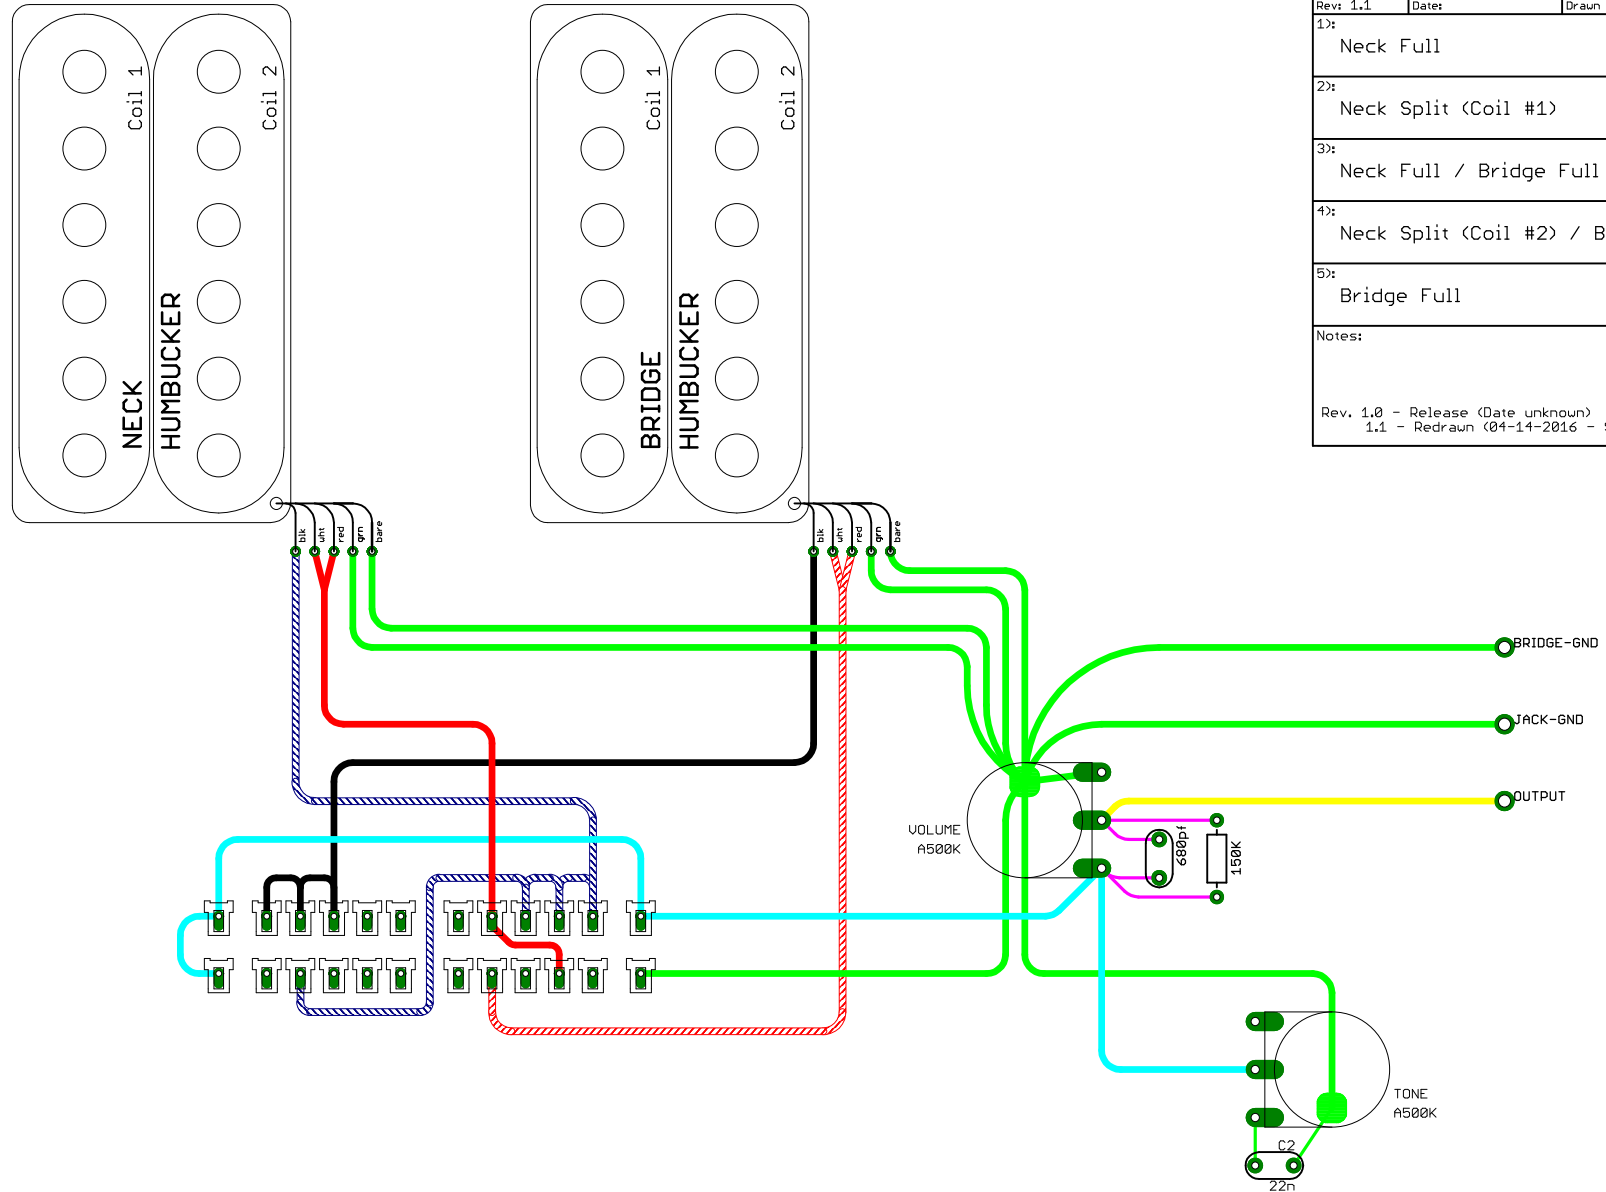 Rev: 1.1 Date: Drawn
1):
Neck Full
2):
Neck Split (Coil #1)
3):
Neck Full / Bridge Full
4):
Neck Split (Coil #2) / B
5):
Bridge Full
Notes:
Rev. 1.0 - Release (Date unknown)
1.1 - Redrawn (04-14-2016 -
Coil 1
Coil 2
NECK
HUMBUCKER
Coil 1
Coil 2
BRIDGE
HUMBUCKER
blk
wht
red
grn
bare
blk
wht
red
grn
bare
BRIDGE-GND
JACK-GND
OUTPUT
VOLUME
A500K
680pf
150K
TONE
A500K
C2
22n